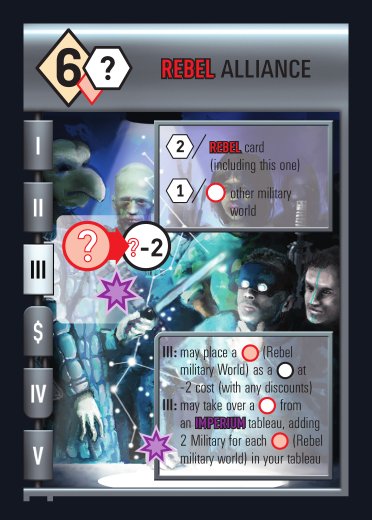 6 ? REBEL ALLIANCE
I
2 / REBEL card
(including this one)
1 / other military
world
II
? ?-2
III
$
III: may place a (Rebel
military World) as a at
-2 cost (with any discounts)
III: may take over a from
an IMPERIUM tableau, adding
2 Military for each (Rebel
military world) in your tableau
IV
V